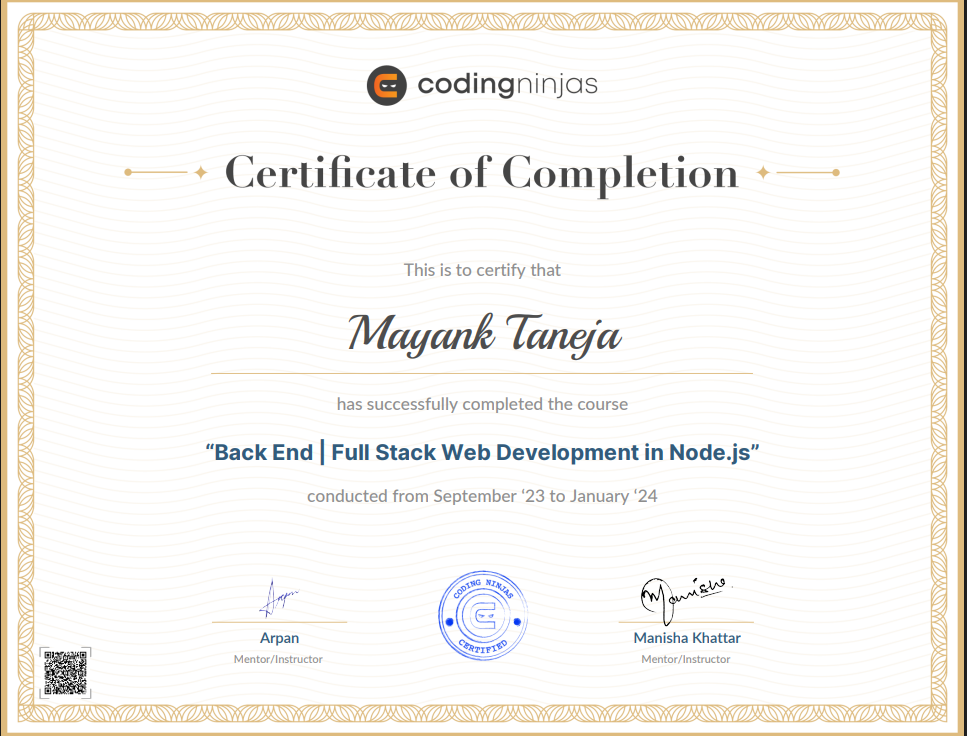 codingninjas
Certificate of Completion
This is to certify that
Mayank Taneja
has successfully completed the course
“Back End | Full Stack Web Development in Node.js”
conducted from September ‘23 to January ‘24
Arpan
Manishe
CODING NINJAS
CERTIFIED
Arpan
Manisha Khattar
Mentor/Instructor
Mentor/Instructor